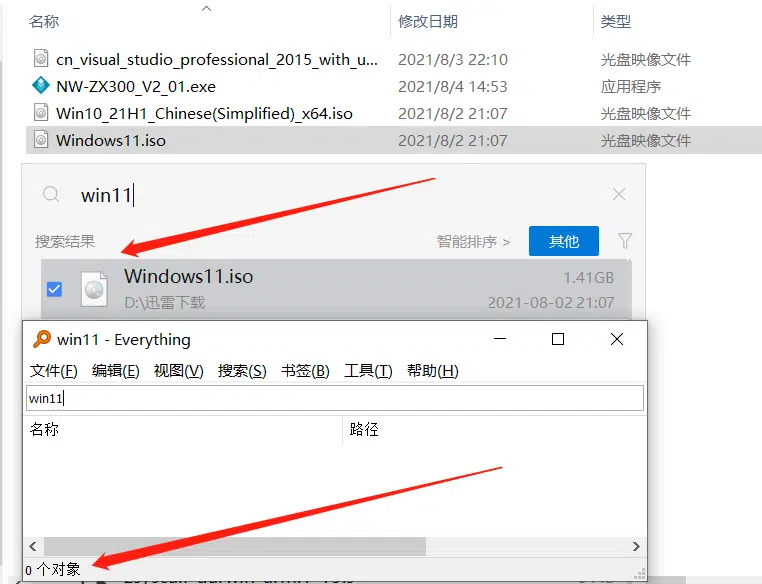 名称 修改日期 类型
cn_visual_studio_professional_2015_with_u... 2021/8/3 22:10 光盘映像文件
NW-ZX300_V2_01.exe 2021/8/4 14:53 应用程序
Win10_21H1_Chinese(Simplified)_x64.iso 2021/8/2 21:07 光盘映像文件
Windows11.iso 2021/8/2 21:07 光盘映像文件
win11
搜索结果 智能排序 > 其他
Windows11.iso 1.41GB
D:\迅雷下载 2021-08-02 21:07
win11 - Everything
文件(F) 编辑(E) 视图(V) 搜索(S) 书签(B) 工具(T) 帮助(H)
win11
名称 路径
0 个对象